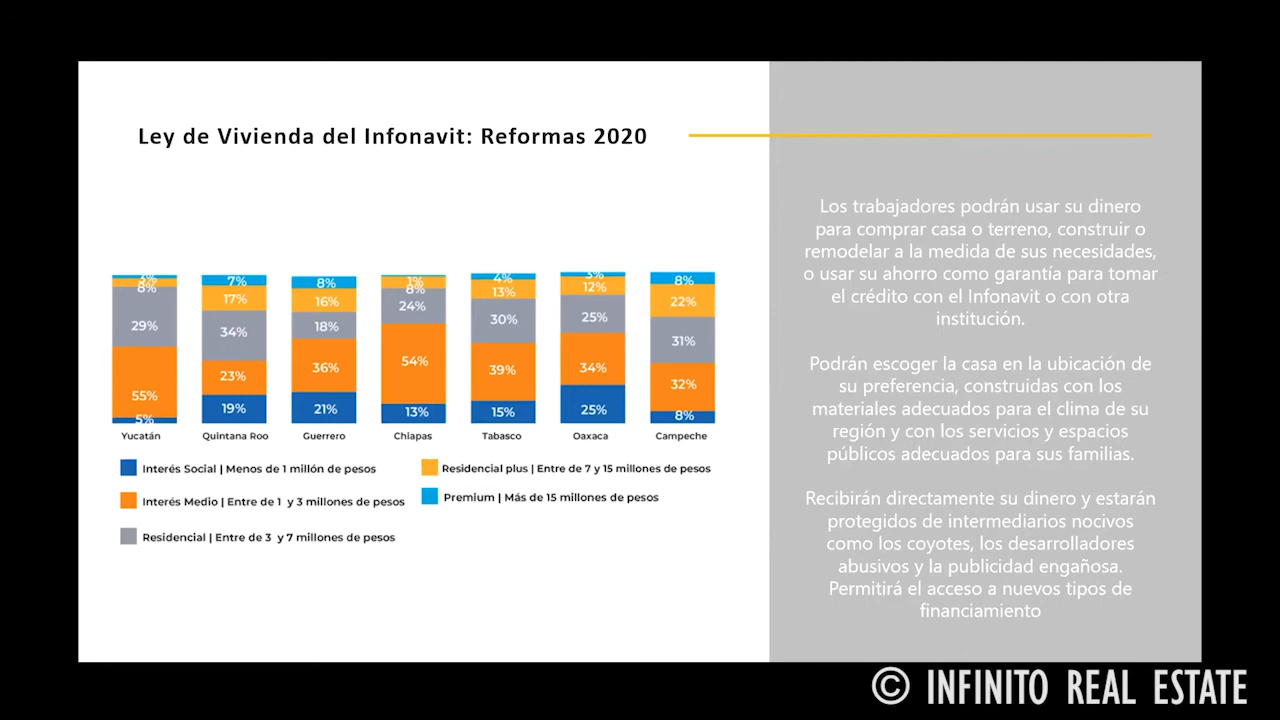 Ley de Vivienda del Infonavit: Reformas 2020
7% 8% 1% 4% 3% 8%
8% 17% 16% 8% 13% 12% 22%
29% 34% 18% 24% 30% 25% 31%
55% 23% 36% 54% 39% 34% 32%
5% 19% 21% 13% 15% 25% 8%
Yucatán Quintana Roo Guerrero Chiapas Tabasco Oaxaca Campeche
Interés Social | Menos de 1 millón de pesos
Interés Medio | Entre de 1 y 3 millones de pesos
Residencial | Entre de 3 y 7 millones de pesos
Residencial plus | Entre de 7 y 15 millones de pesos
Premium | Más de 15 millones de pesos
Los trabajadores podrán usar su dinero
para comprar casa o terreno, construir o
remodelar a la medida de sus necesidades,
o usar su ahorro como garantía para tomar
el crédito con el Infonavit o con otra
institución.
Podrán escoger la casa en la ubicación de
su preferencia, construidas con los
materiales adecuados para el clima de su
región y con los servicios y espacios
públicos adecuados para sus familias.
Recibirán directamente su dinero y estarán
protegidos de intermediarios nocivos
como los coyotes, los desarrolladores
abusivos y la publicidad engañosa.
Permitirá el acceso a nuevos tipos de
financiamiento
© INFINITO REAL ESTATE